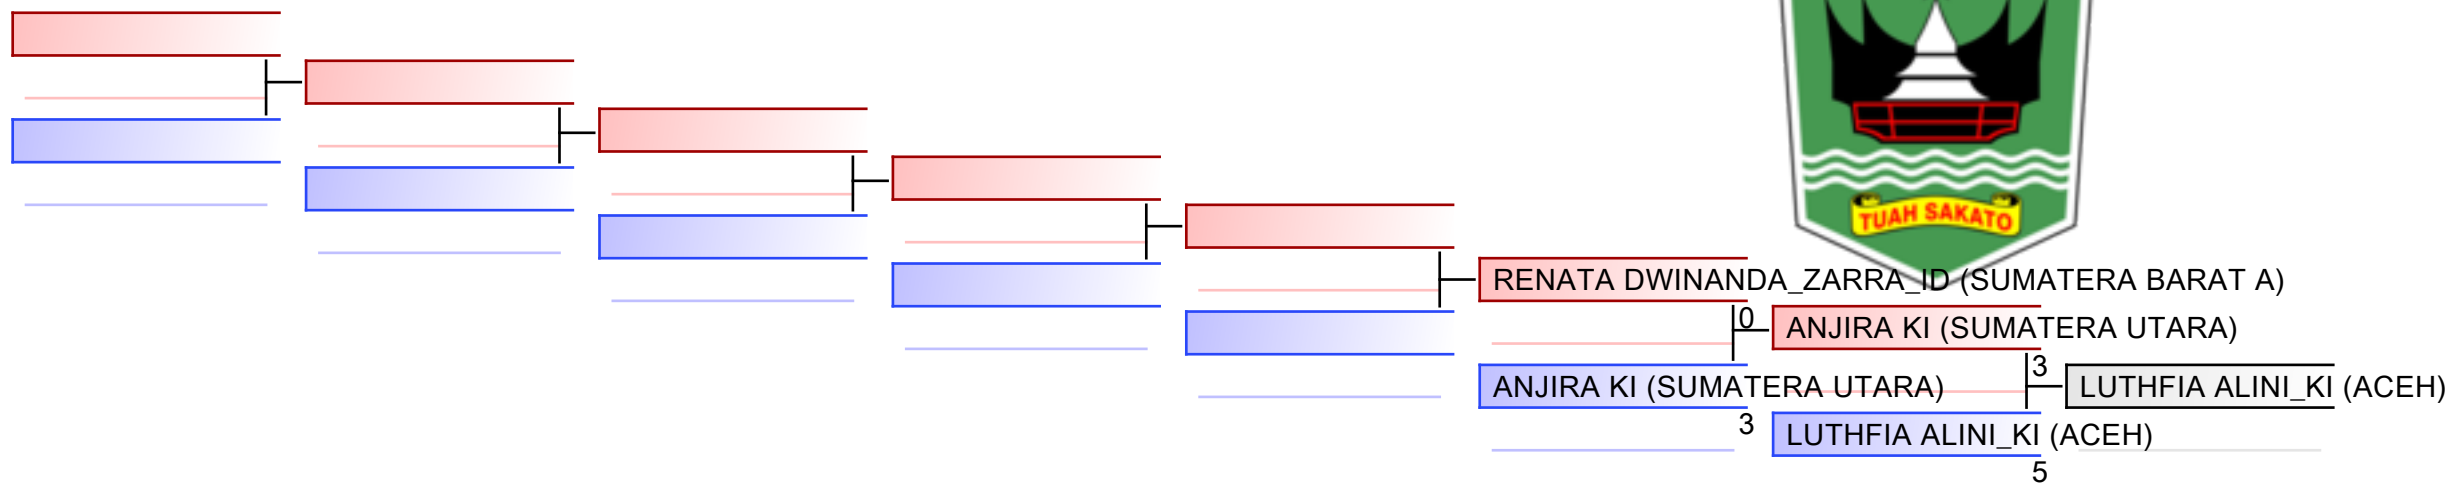 TUAH SAKATO
RENATA DWINANDA_ZARRA_ID (SUMATERA BARAT A)
0
ANJIRA KI (SUMATERA UTARA)
3
ANJIRA KI (SUMATERA UTARA)
LUTHFIA ALINI_KI (ACEH)
3
LUTHFIA ALINI_KI (ACEH)
5